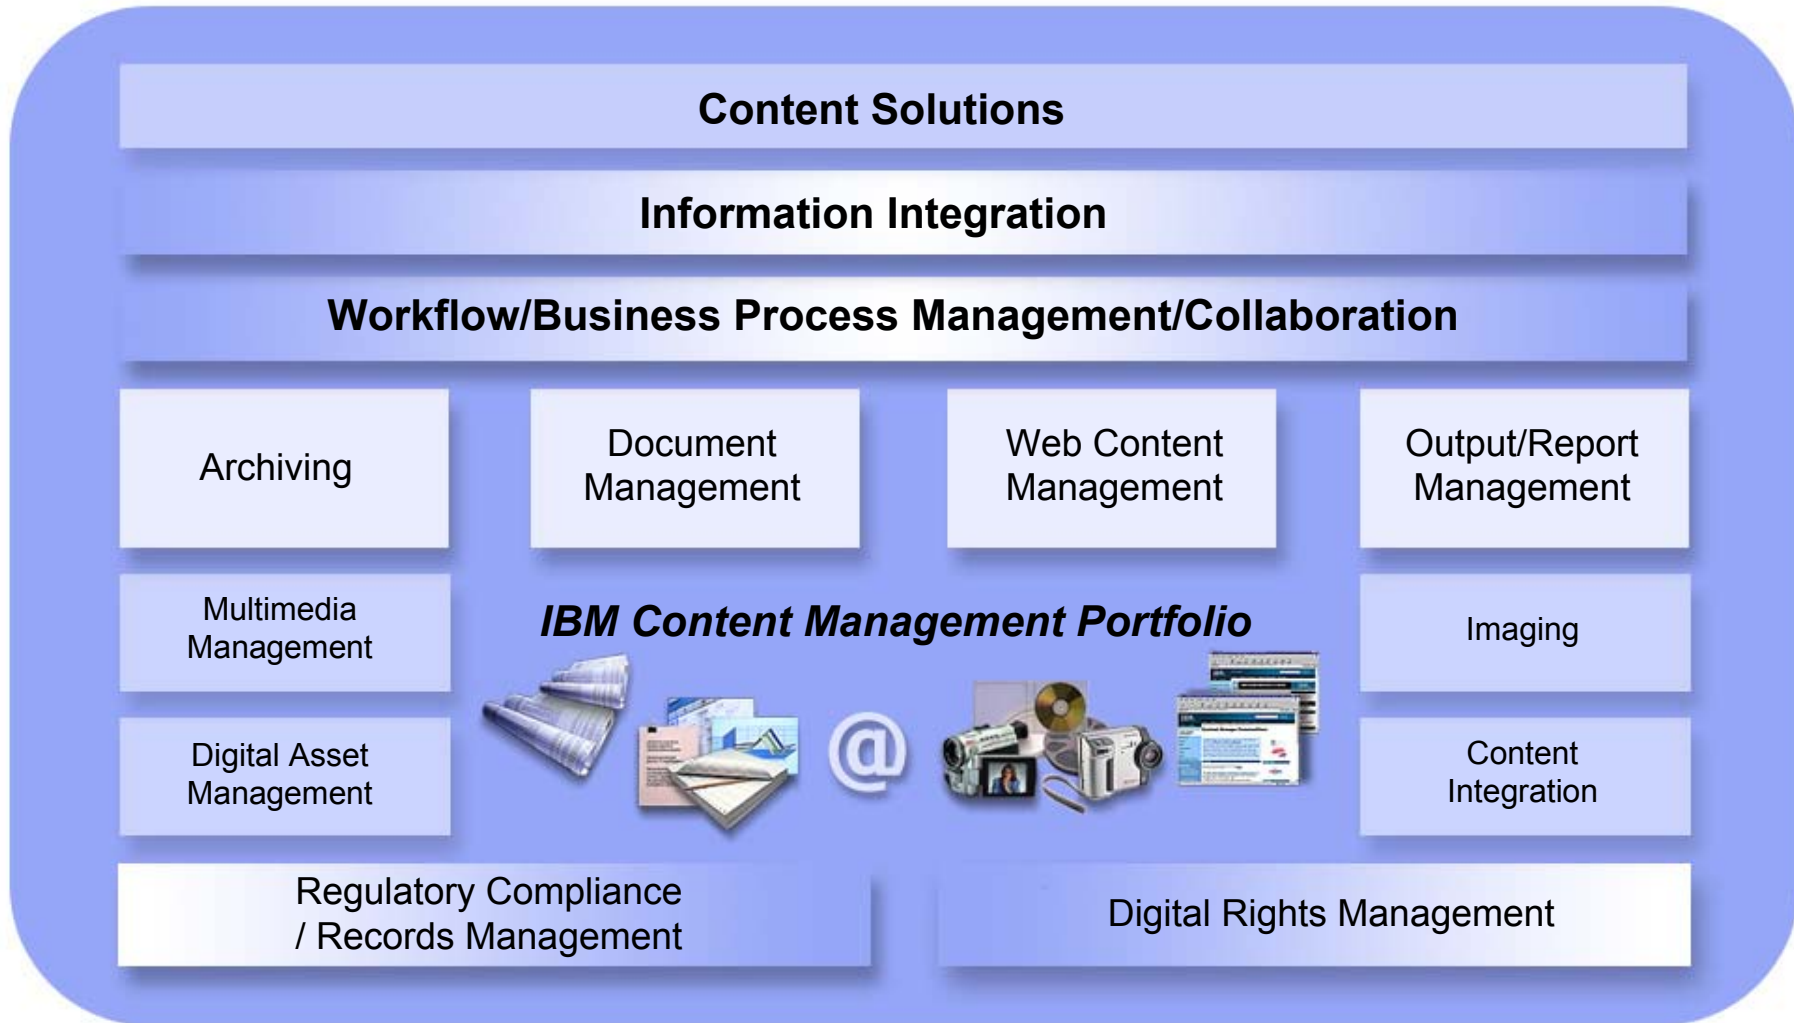 Content Solutions
Information Integration
Workflow/Business Process Management/Collaboration
Archiving
Document
Management
Web Content
Management
Output/Report
Management
Multimedia
Management
IBM Content Management Portfolio
Imaging
Digital Asset
Management
@
Content
Integration
Regulatory Compliance
/ Records Management
Digital Rights Management